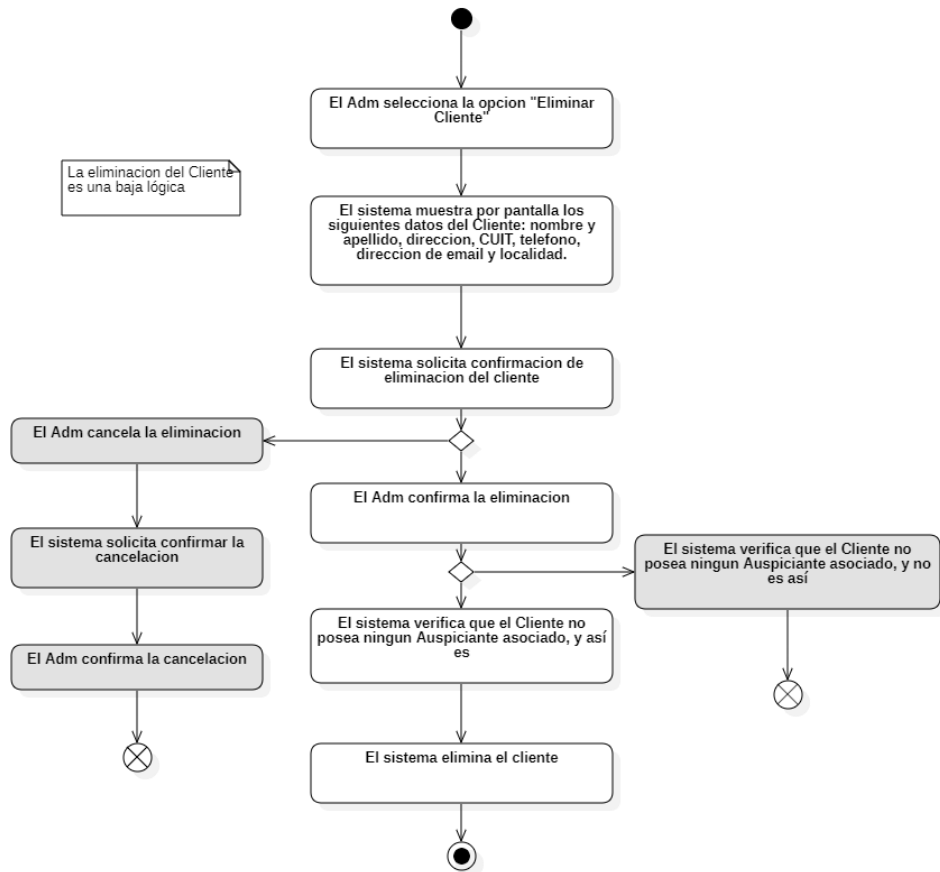 El Adm selecciona la opcion "Eliminar
Cliente"
La eliminacion del Cliente
es una baja lógica
El sistema muestra por pantalla los
siguientes datos del Cliente: nombre y
apellido, direccion, CUIT, telefono,
direccion de email y localidad.
El sistema solicita confirmacion de
eliminacion del cliente
El Adm cancela la eliminacion
El Adm confirma la eliminacion
El sistema solicita confirmar la
cancelacion
El sistema verifica que el Cliente no
posea ningun Auspiciante asociado, y no
es así
El sistema verifica que el Cliente no
posea ningun Auspiciante asociado, y así
es
El Adm confirma la cancelacion
El sistema elimina el cliente